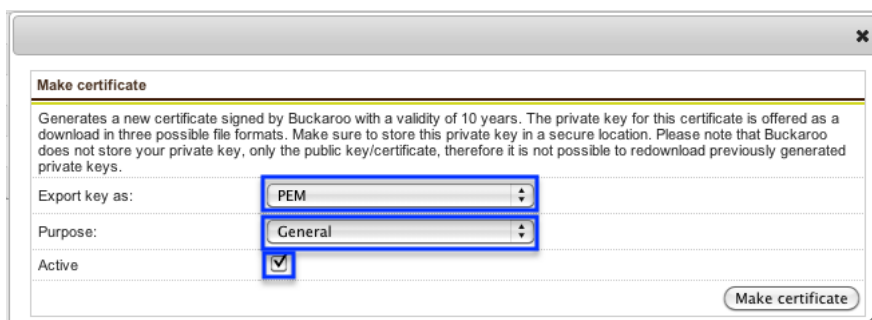 Make certificate
Generates a new certificate signed by Buckaroo with a validity of 10 years. The private key for this certificate is offered as a
download in three possible file formats. Make sure to store this private key in a secure location. Please note that Buckaroo
does not store your private key, only the public key/certificate, therefore it is not possible to redownload previously generated
private keys.
Export key as: PEM
Purpose: General
Active
Make certificate